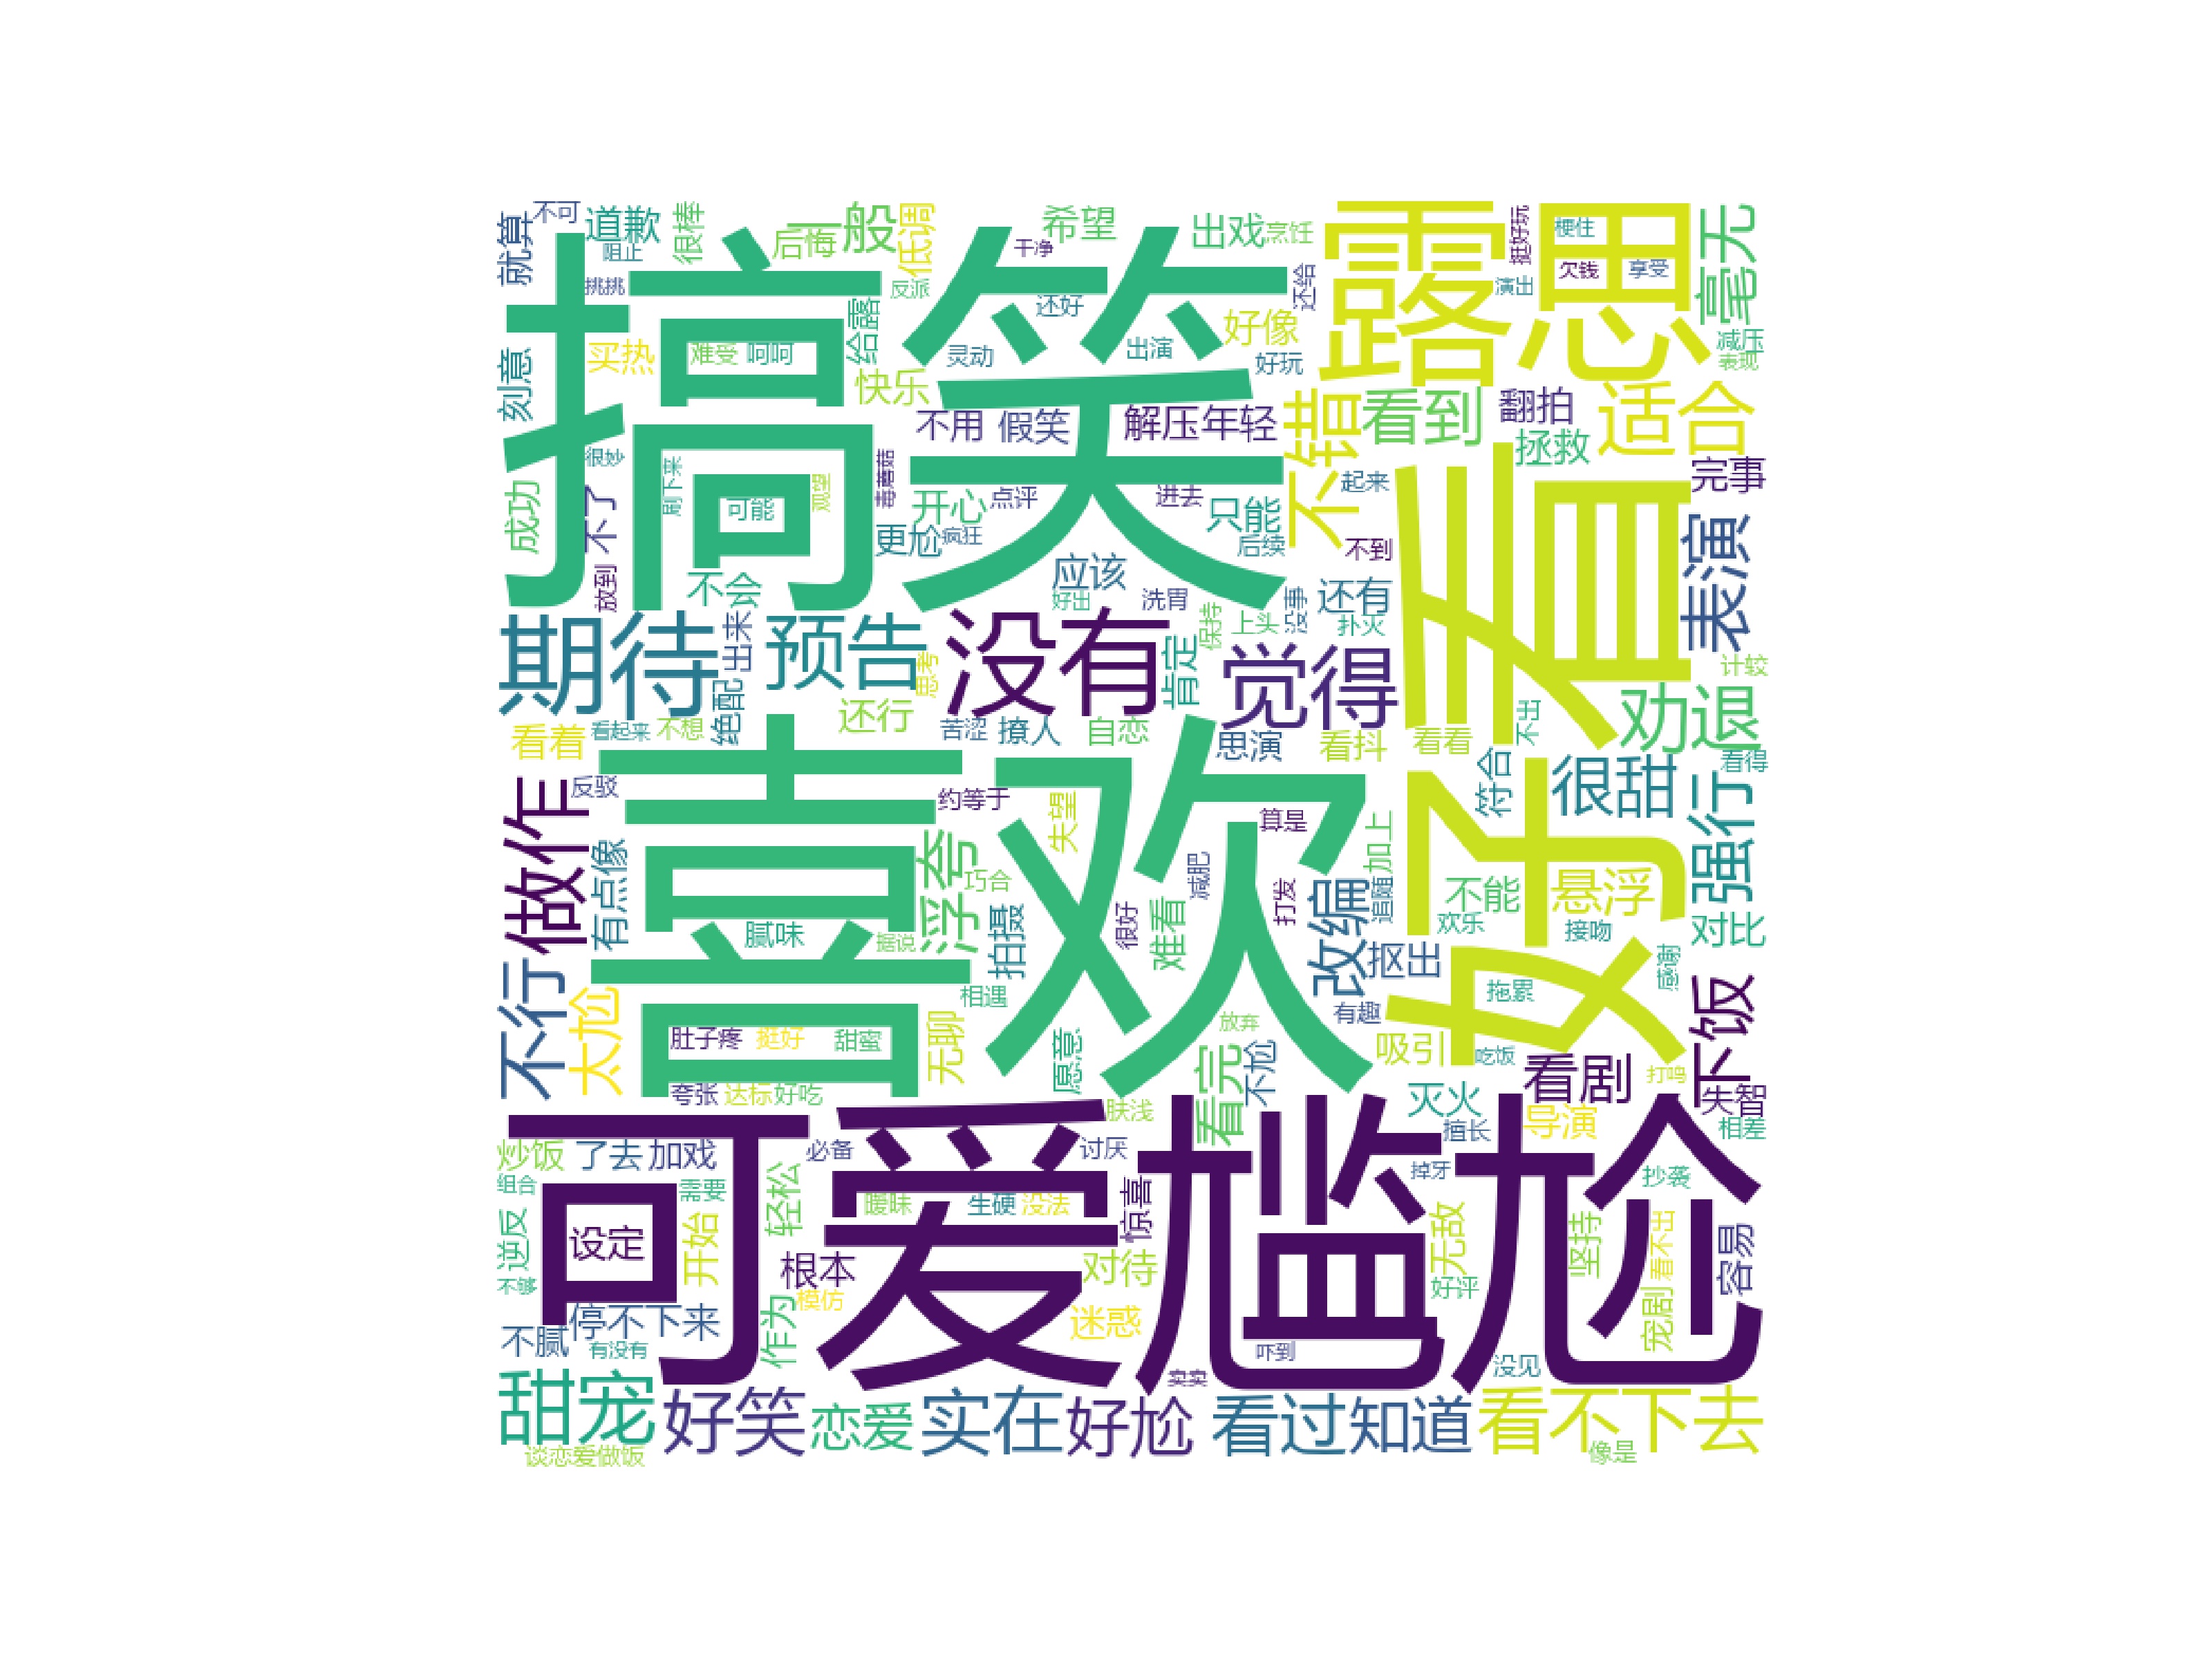 不可
道歉
就算
阻止
很棒
后悔
一般
低调
希望
出戏
烹饪
干净
露思
挺好玩
梗住
欠钱
享受
毫无
挑挑
搞笑
反派
还给
演出
刻意
买热
难受
呵呵
给露
快乐
还好
灵动
出演
好像
好玩
减压
表现
不用
假笑
解压
年轻
不错
看到
翻拍
适合
拯救
很妙
刷下来
可能
观望
毒蘑菇
开心
点评
进去
只能
起来
完事
成功
不了
更尬
疯狂
后续
不到
好看
表演
放到
不会
应该
好出
洗胃
没事
还有
保持
上头
扑火
期待
出来
预告
思考
没有
肯定
觉得
计较
劝退
看着
看起来
不想
绝配
还行
苦涩
撩人
自恋
思演
看抖
看看
不出
反驳
喜欢
约等于
算是
符合
很甜
看得
强行
做作
有点像
浮夸
巧合
失望
减肥
加上
不能
悬浮
对比
腻味
据说
拍摄
很好
难看
打发
改编
追随
欢乐
接吻
抠出
感谢
不行
太尬
相遇
有趣
拖累
下饭
肚子疼
挺好
甜蜜
无聊
愿意
放弃
看完
不尬
吸引
吃饭
看剧
打鸣
夸张
达标
好吃
肤浅
灭火
失智
可爱
尴尬
导演
相差
炒饭
了去
加戏
必备
讨厌
擅长
组合
需要
轻松
暧昧
生硬
没法
惊喜
掉牙
抄袭
逆反
设定
开始
根本
对待
无敌
坚持
看不出
容易
不够
模仿
好评
不腻
停不下来
作为
迷惑
宠剧
有没有
吓到
没见
卖卖
甜宠
好笑
恋爱
实在
好尬
看过
知道
看不下去
谈恋爱做饭
像是